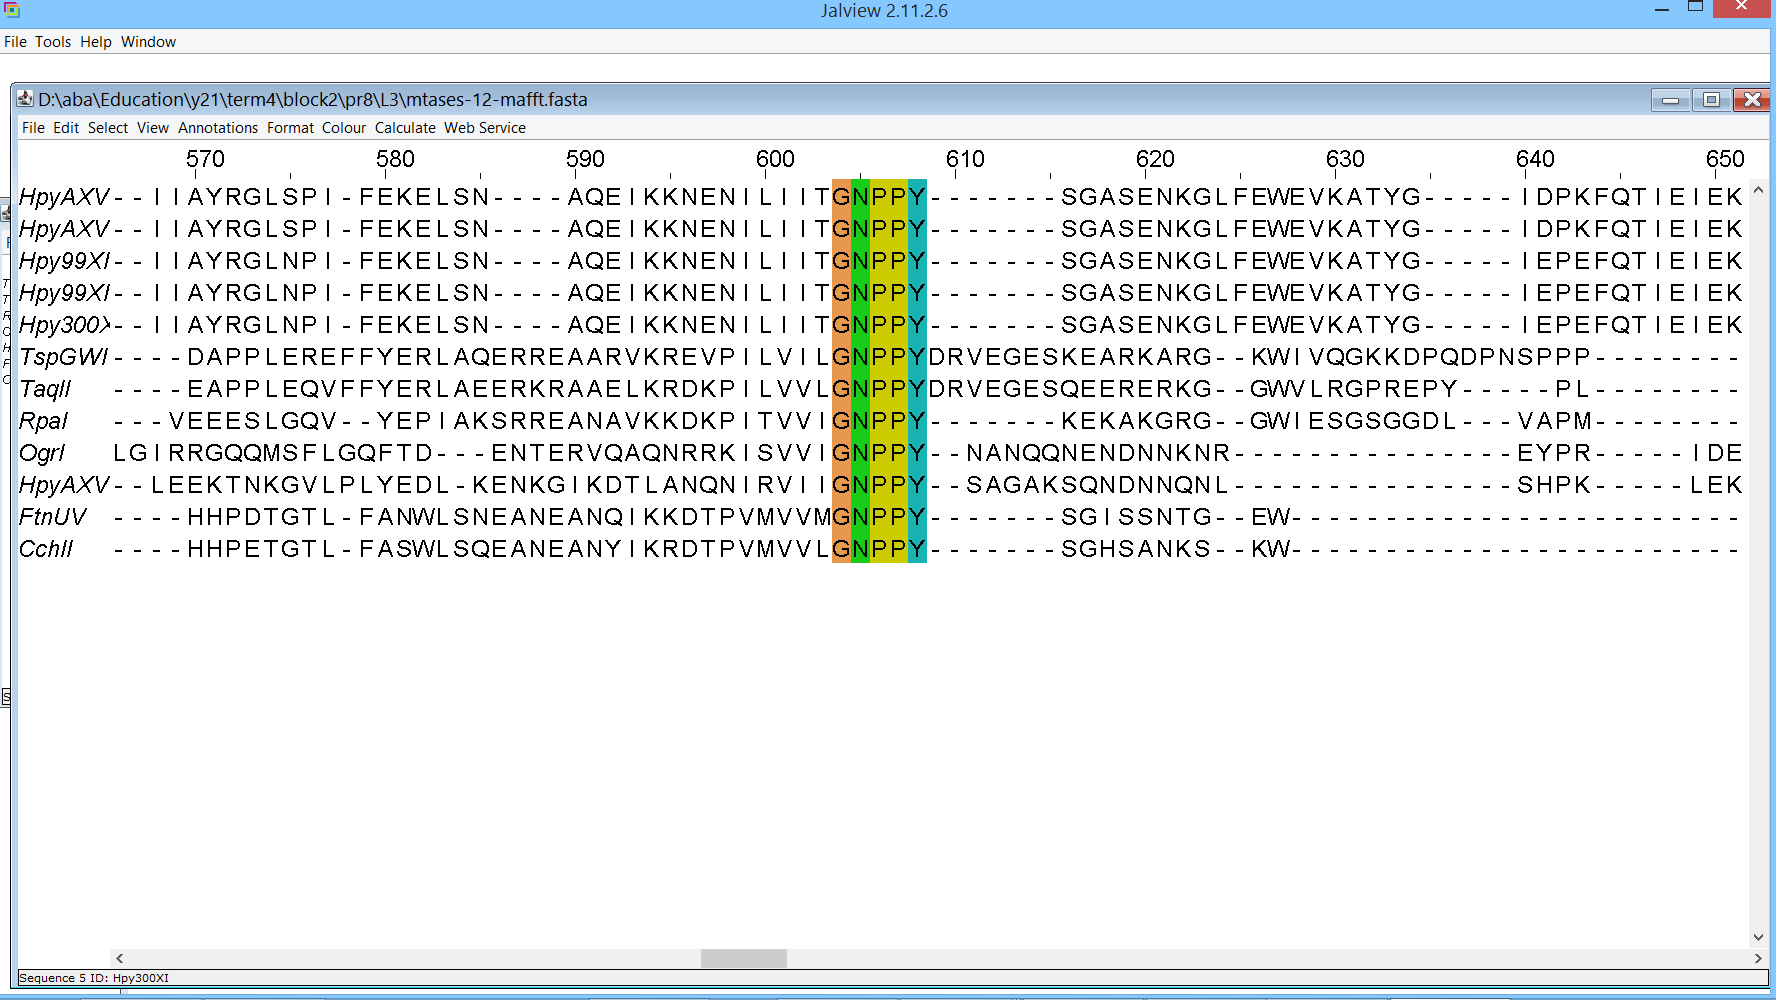 Jalview 2.11.2.6
File Tools Help Window
D:\aba\Education\y21\term4\block2\pr8\L3\mtases-12-mafft.fasta
File Edit Select View Annotations Format Colour Calculate Web Service
570 580 590 600 610 620 630 640 650
HpyAXV--IIAYRGLSPI-FEKELSN----AQEIKKNENILIITGNPPY-------SGASENKGLFEWEVKATYG-----IDPKFQTIEIEK
HpyAXV--IIAYRGLSPI-FEKELSN----AQEIKKNENILIITGNPPY-------SGASENKGLFEWEVKATYG-----IDPKFQTIEIEK
Hpy99XI--IIAYRGLNPI-FEKELSN----AQEIKKNENILIITGNPPY-------SGASENKGLFEWEVKATYG-----IEPEFQTIEIEK
Hpy99XI--IIAYRGLNPI-FEKELSN----AQEIKKNENILIITGNPPY-------SGASENKGLFEWEVKATYG-----IEPEFQTIEIEK
Hpy300X--IIAYRGLNPI-FEKELSN----AQEIKKNENILIITGNPPY-------SGASENKGLFEWEVKATYG-----IEPEFQTIEIEK
TspGWI----DAPPLEREFFYERLAQERREAARVKREVPILVILGNPPYDRVEGESKEARKARG--KWIVQGKKDPQDPNSPPP--------
TaqII ----EAPPLEQVFFYERLAEERKRAAELKRDKPILVVLGNPPYDRVEGESQEERERKG--GWVLRGPREPY-----PL--------
RpaI ---VEEESLGQV--YEPIAKSRREANAVKKDKPITVVIGNPPY-------KEKAKGRG--GWIESGSGGDL---VAPM--------
OgrI LGIRRGQQMSFLGQFTD---ENTERVQAQNRRKISVVIGNPPY--NANQQNENDNNKNR---------------EYPR-----IDE
HpyAXV--LEEKTNKGVLPLYEDL-KENKGIKDTLANQNIRVIIGNPPY--SAGAKSQNDNNQNL---------------SHPK-----LEK
FtnUV ----HHPDTGTL-FANWLSNEANEANQIKKDTPVMVVMGNPPY-------SGISSNTG--EW------------------------
CchII ----HHPETGTL-FASWLSQEANEANYIKRDTPVMVVLGNPPY-------SGHSANKS--KW------------------------
Sequence 5 ID: Hpy300XI